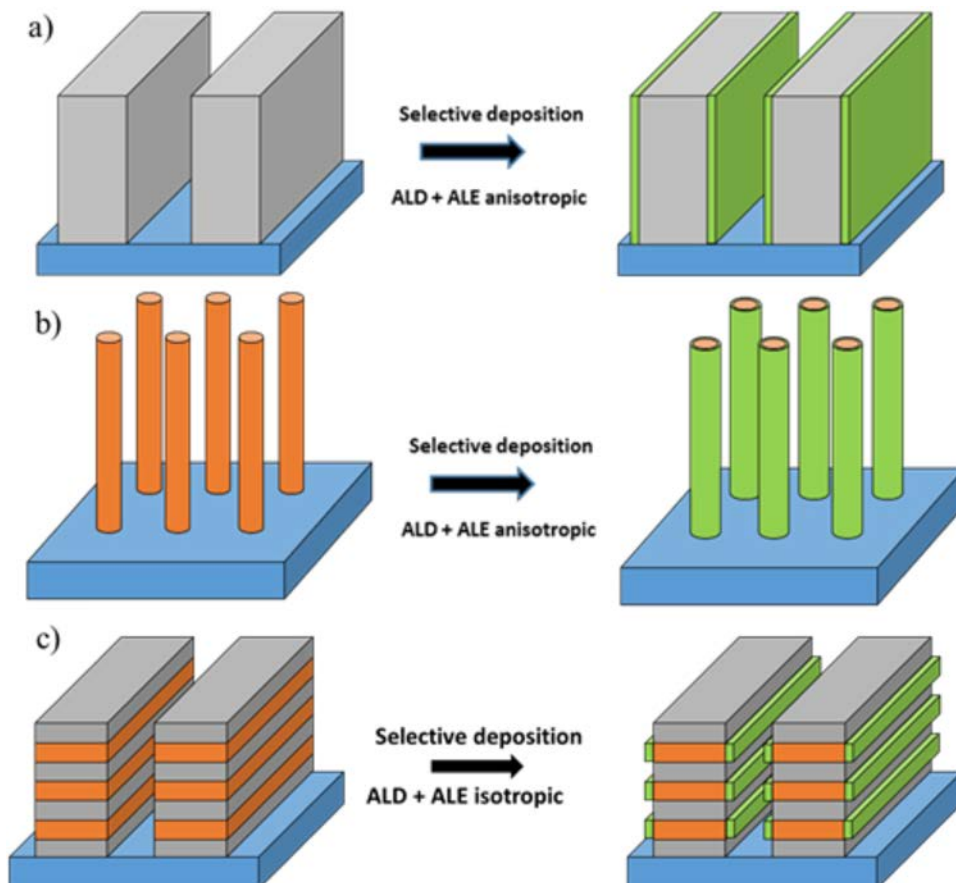 a)
Selective deposition
ALD + ALE anisotropic
b)
Selective deposition
ALD + ALE anisotropic
c)
Selective deposition
ALD + ALE isotropic